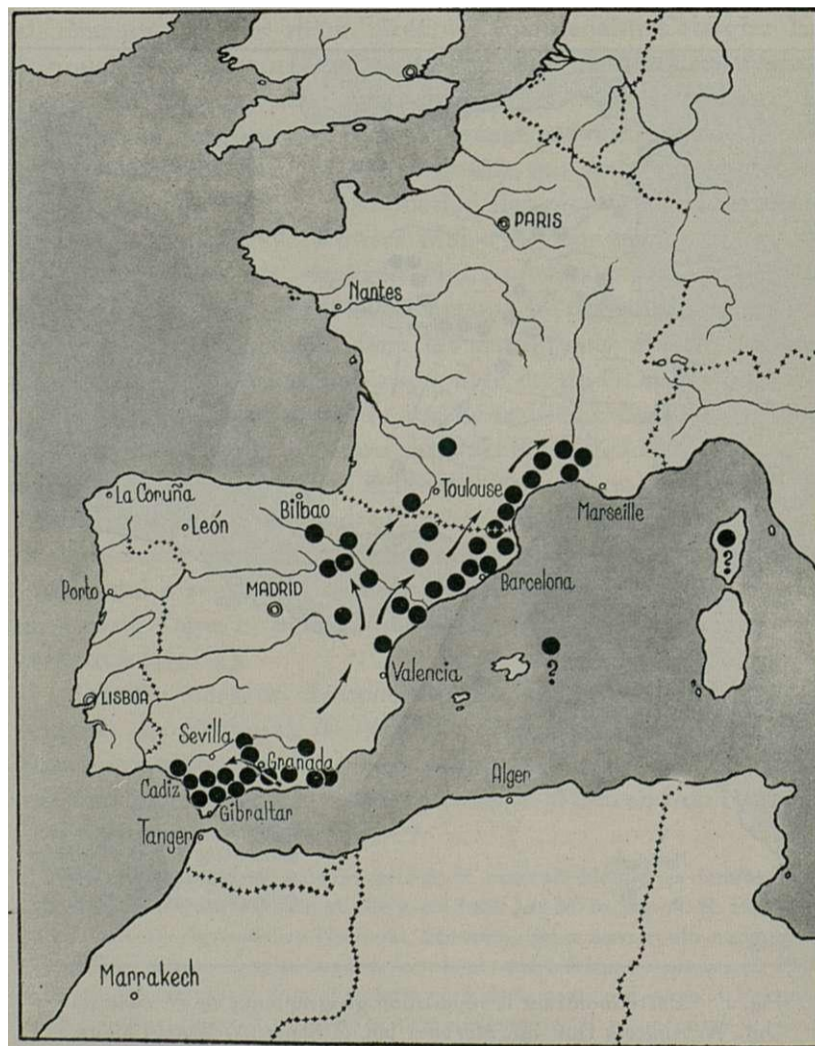 PARIS
Nantes
Toulouse
Marseille
La Coruña
Bilbao
León
Porto
MADRID
Barcelona
?
LISBOA
Valencia
?
Sevilla
Granada
Cadiz
Alger
Gibraltar
Tanger
Marrakech